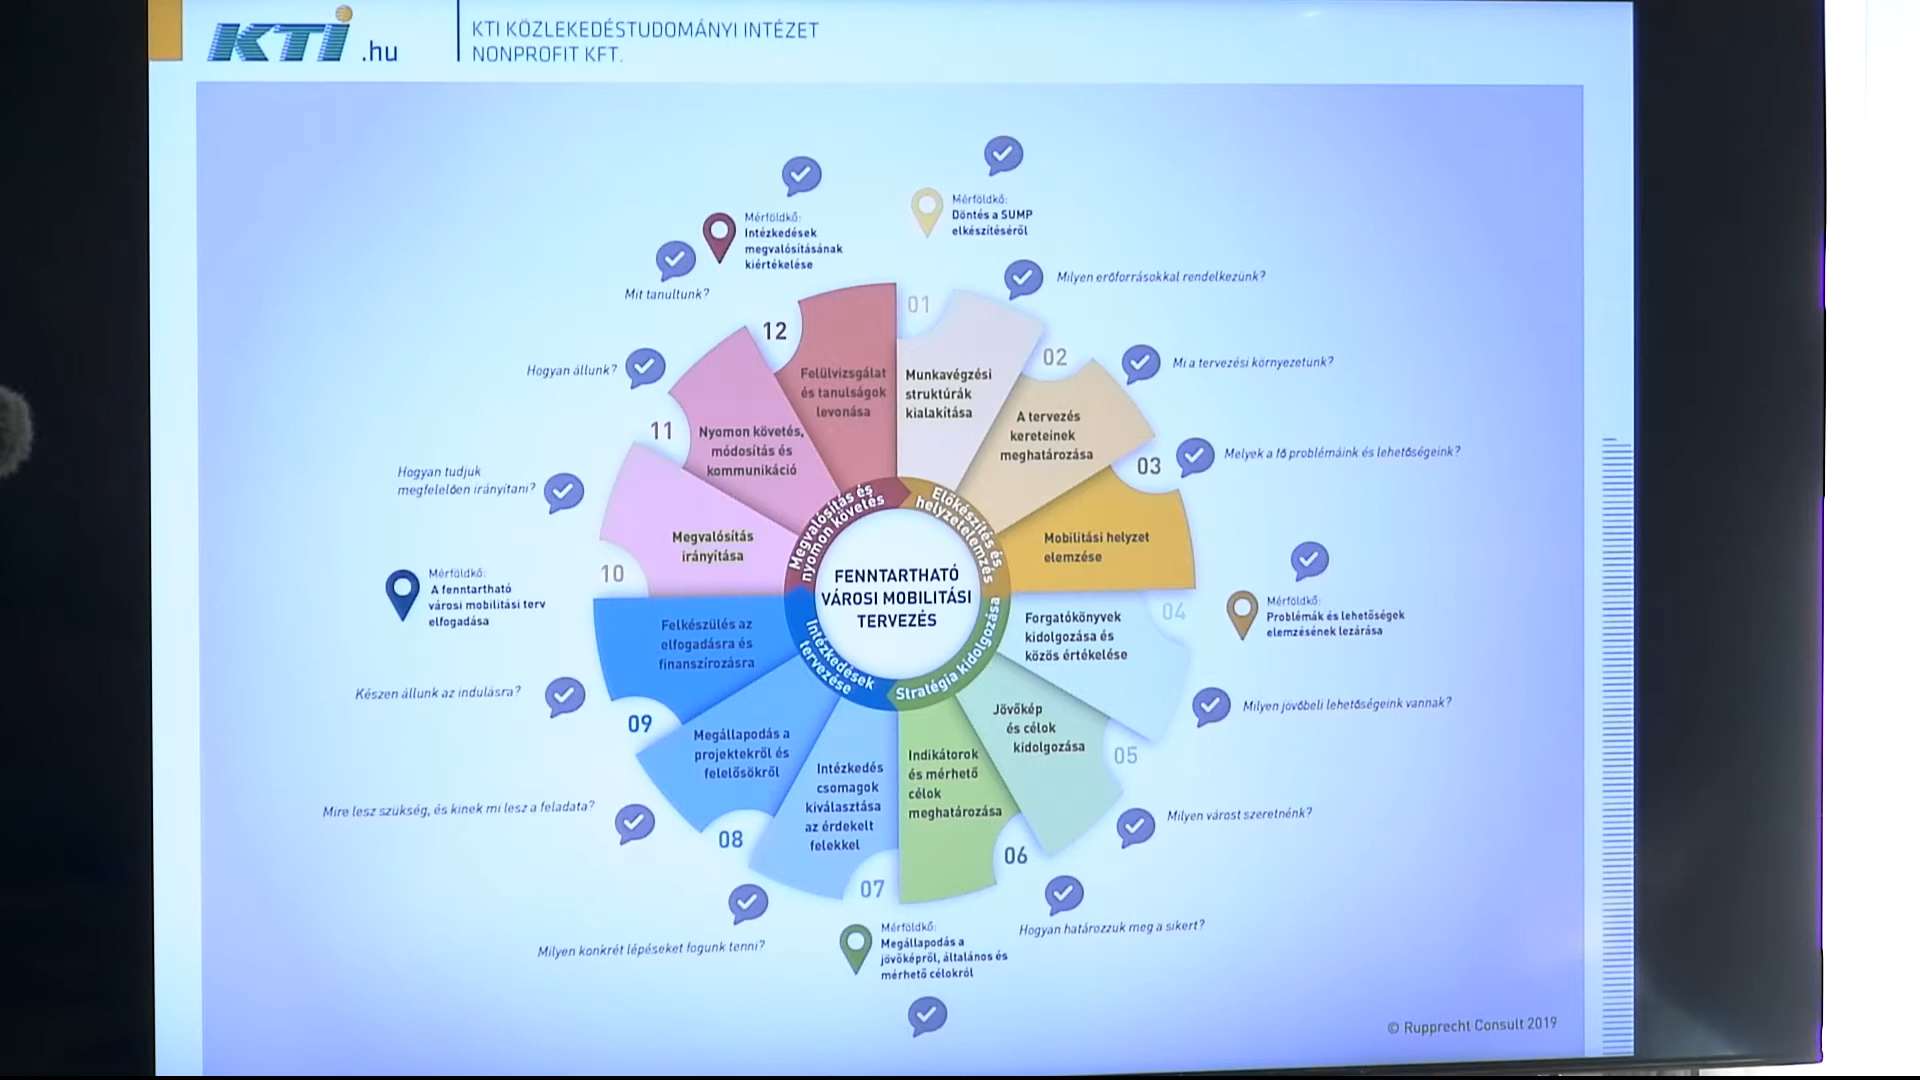 KTI.hu
KTI KÖZLEKEDÉSTUDOMÁNYI INTÉZET
NONPROFIT KFT.
Mérföldkő:
Döntés a SUMP
elkészítéséről
Mérföldkő:
Intézkedések
megvalósításának
kiértékelése
Mit tanultunk?
Milyen erőforrásokkal rendelkezünk?
Mi a tervezési környezetünk?
Hogyan állunk?
Melyek a fő problémáink és lehetőségeink?
Hogyan tudjuk
megfelelően irányítani?
01
Munkavégzési
struktúrák
kialakítása
02
A tervezés
kereteinek
meghatározása
03
Mobilitási helyzet
elemzése
Mérföldkő:
Problémák és lehetőségek
elemzésének lezárása
04
Forgatókönyvek
kidolgozása és
közös értékelése
Milyen jövőbeli lehetőségeink vannak?
05
Jövőkép
és célok
kidolgozása
Milyen várost szeretnénk?
06
Indikátorok
és mérhető
célok
meghatározása
Hogyan határozzuk meg a sikert?
Mérföldkő:
Megállapodás a
jövőképről, általános és
mérhető célokról
07
Intézkedés
csomagok
kiválasztása
az érdekelt
felekkel
Milyen konkrét lépéseket fogunk tenni?
08
Megállapodás a
projektekről és
felelősökről
Mire lesz szükség, és kinek mi lesz a feladata?
09
Felkészülés az
elfogadásra és
finanszírozásra
Készen állunk az indulásra?
Mérföldkő:
A fenntartható
városi mobilitási terv
elfogadása
10
Megvalósítás
irányítása
11
Nyomon követés,
módosítás és
kommunikáció
12
Felülvizsgálat
és tanulságok
levonása
Előkészítés és
helyzetelemzés
Stratégia kidolgozása
Intézkedések
tervezése
Megvalósítás és
nyomon követés
FENNTARTHATÓ
VÁROSI MOBILITÁSI
TERVEZÉS
© Rupprecht Consult 2019